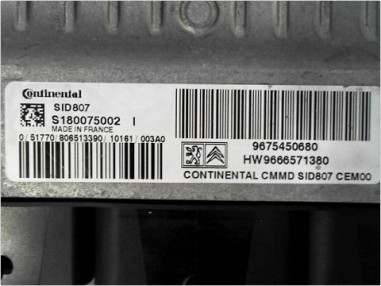 Continental
SID807
S180075002 I
MADE IN FRANCE
0/51770/806513390/10161/003A0
9675450680
HW9666571380
CONTINENTAL CMMD SID807 CEM00